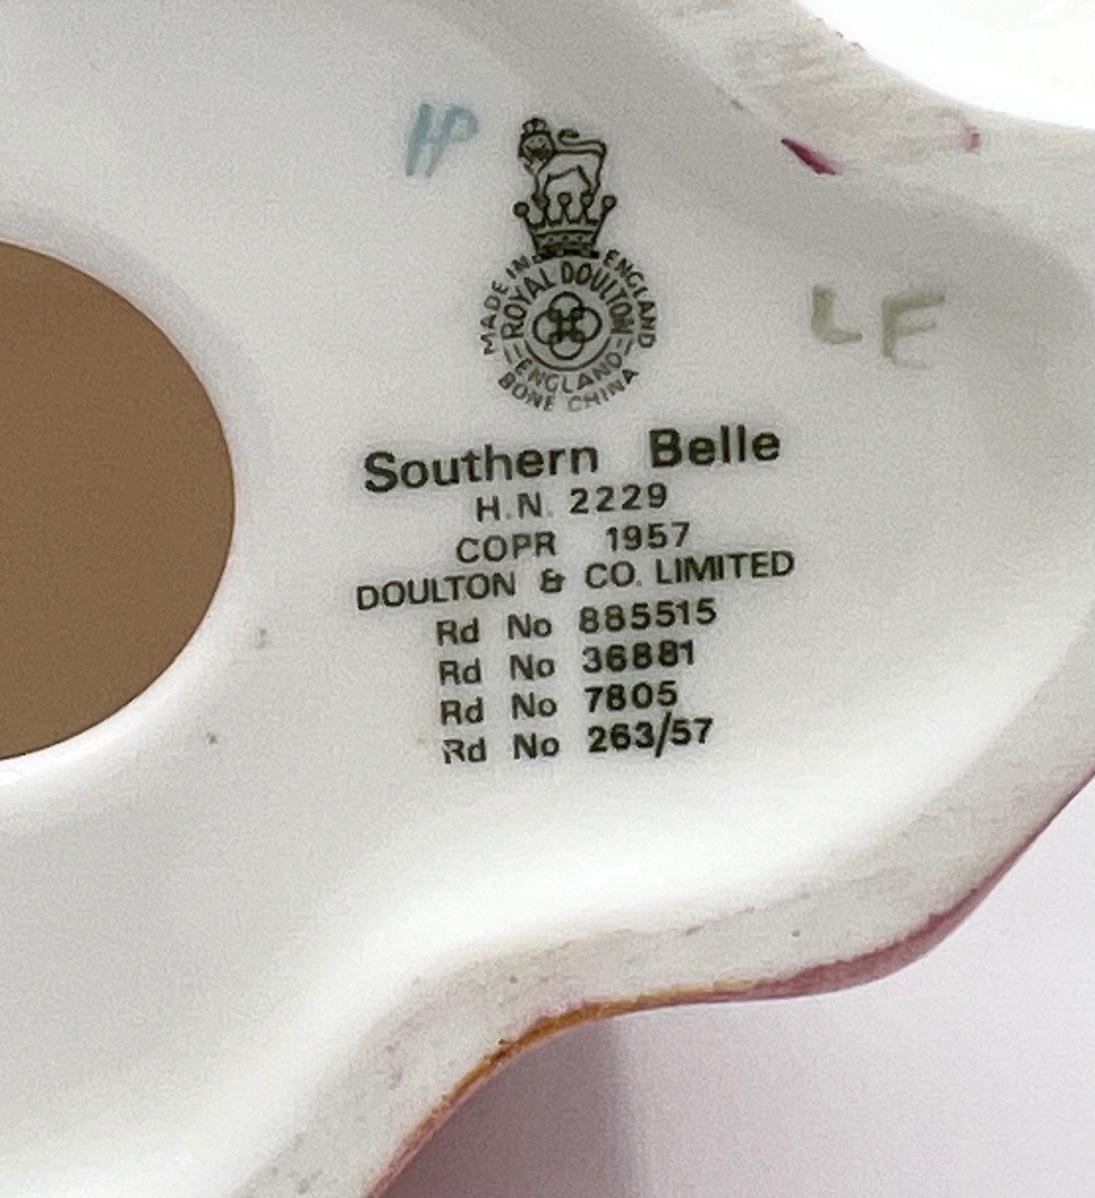 HP
MADE IN ENGLAND
ROYAL DOULTON
ENGLAND
BONE CHINA
LE
Southern Belle
H.N. 2229
COPR 1957
DOULTON & CO. LIMITED
Rd No 885515
Rd No 36881
Rd No 7805
Rd No 263/57